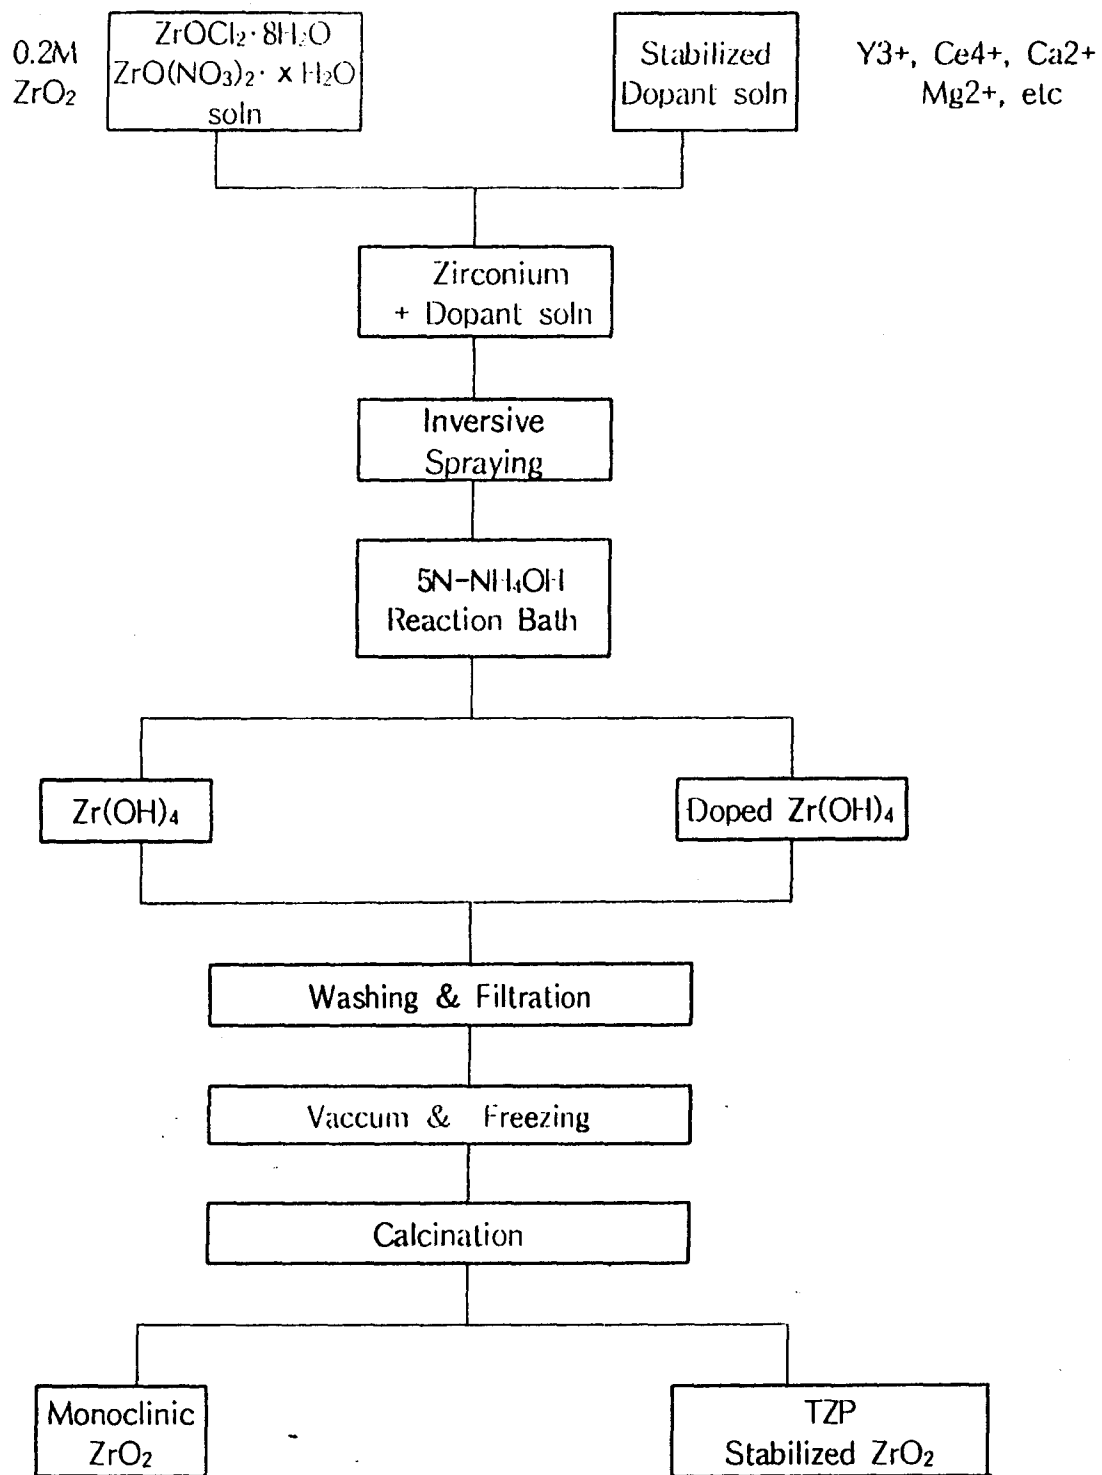 0.2M
ZrO₂
ZrOCl₂· 8H₂O
ZrO(NO₃)₂· x H₂O
soln
Stabilized
Dopant soln
Y3+, Ce4+, Ca2+
Mg2+, etc
Zirconium
+ Dopant soln
Inversive
Spraying
5N-NH₄OH
Reaction Bath
Zr(OH)₄
Doped Zr(OH)₄
Washing & Filtration
Vaccum & Freezing
Calcination
Monoclinic
ZrO₂
TZP
Stabilized ZrO₂